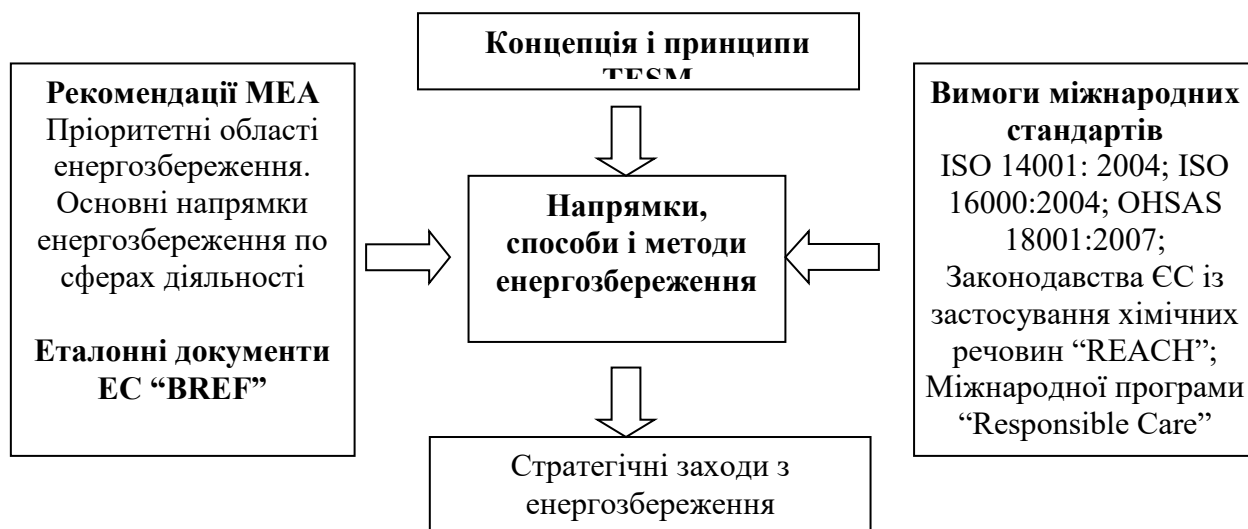 Концепція і принципи
TESM
Рекомендації МЕА
Пріоритетні області
енергозбереження.
Основні напрямки
енергозбереження по
сферах діяльності
Еталонні документи
ЕС “BREF”
Напрямки,
способи і методи
енергозбереження
Вимоги міжнародних
стандартів
ISO 14001: 2004; ISO
16000:2004; OHSAS
18001:2007;
Законодавства ЄС із
застосування хімічних
речовин “REACH”;
Міжнародної програми
“Responsible Care”
Стратегічні заходи з
енергозбереження